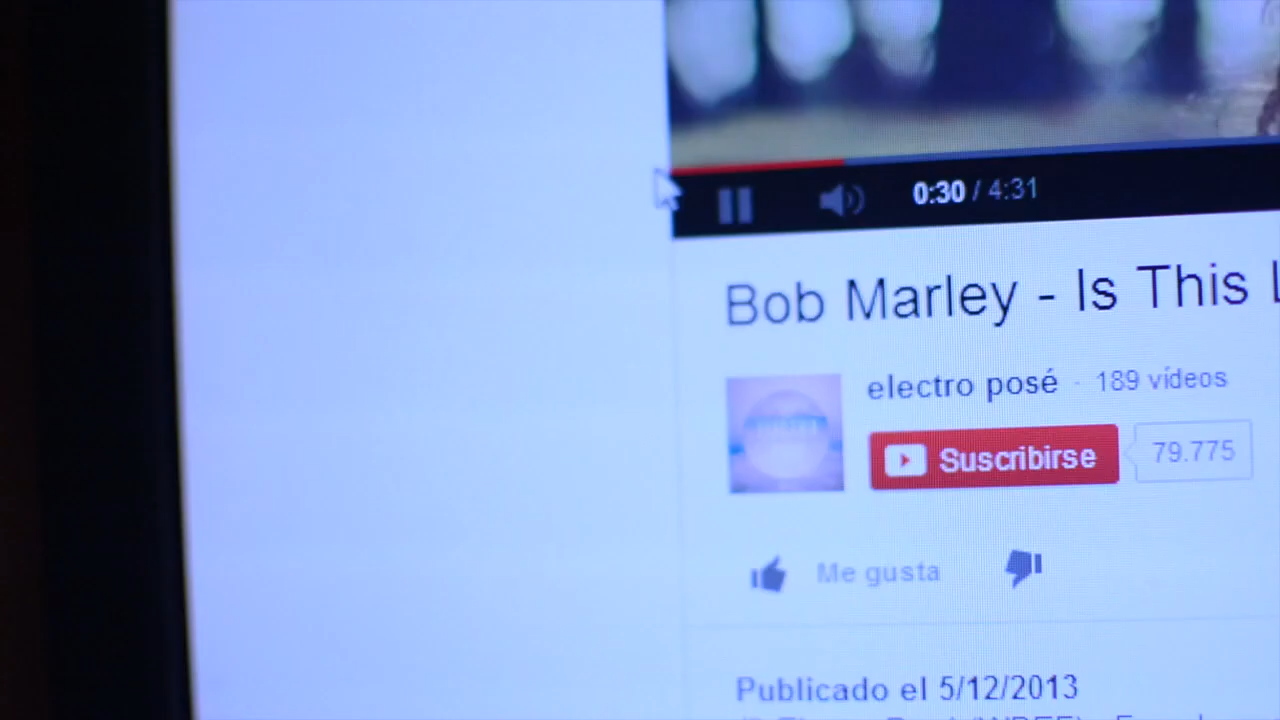 0:30 / 4:31
Bob Marley - Is This
electro posé · 189 vídeos
Suscribirse 79.775
Me gusta
Publicado el 5/12/2013